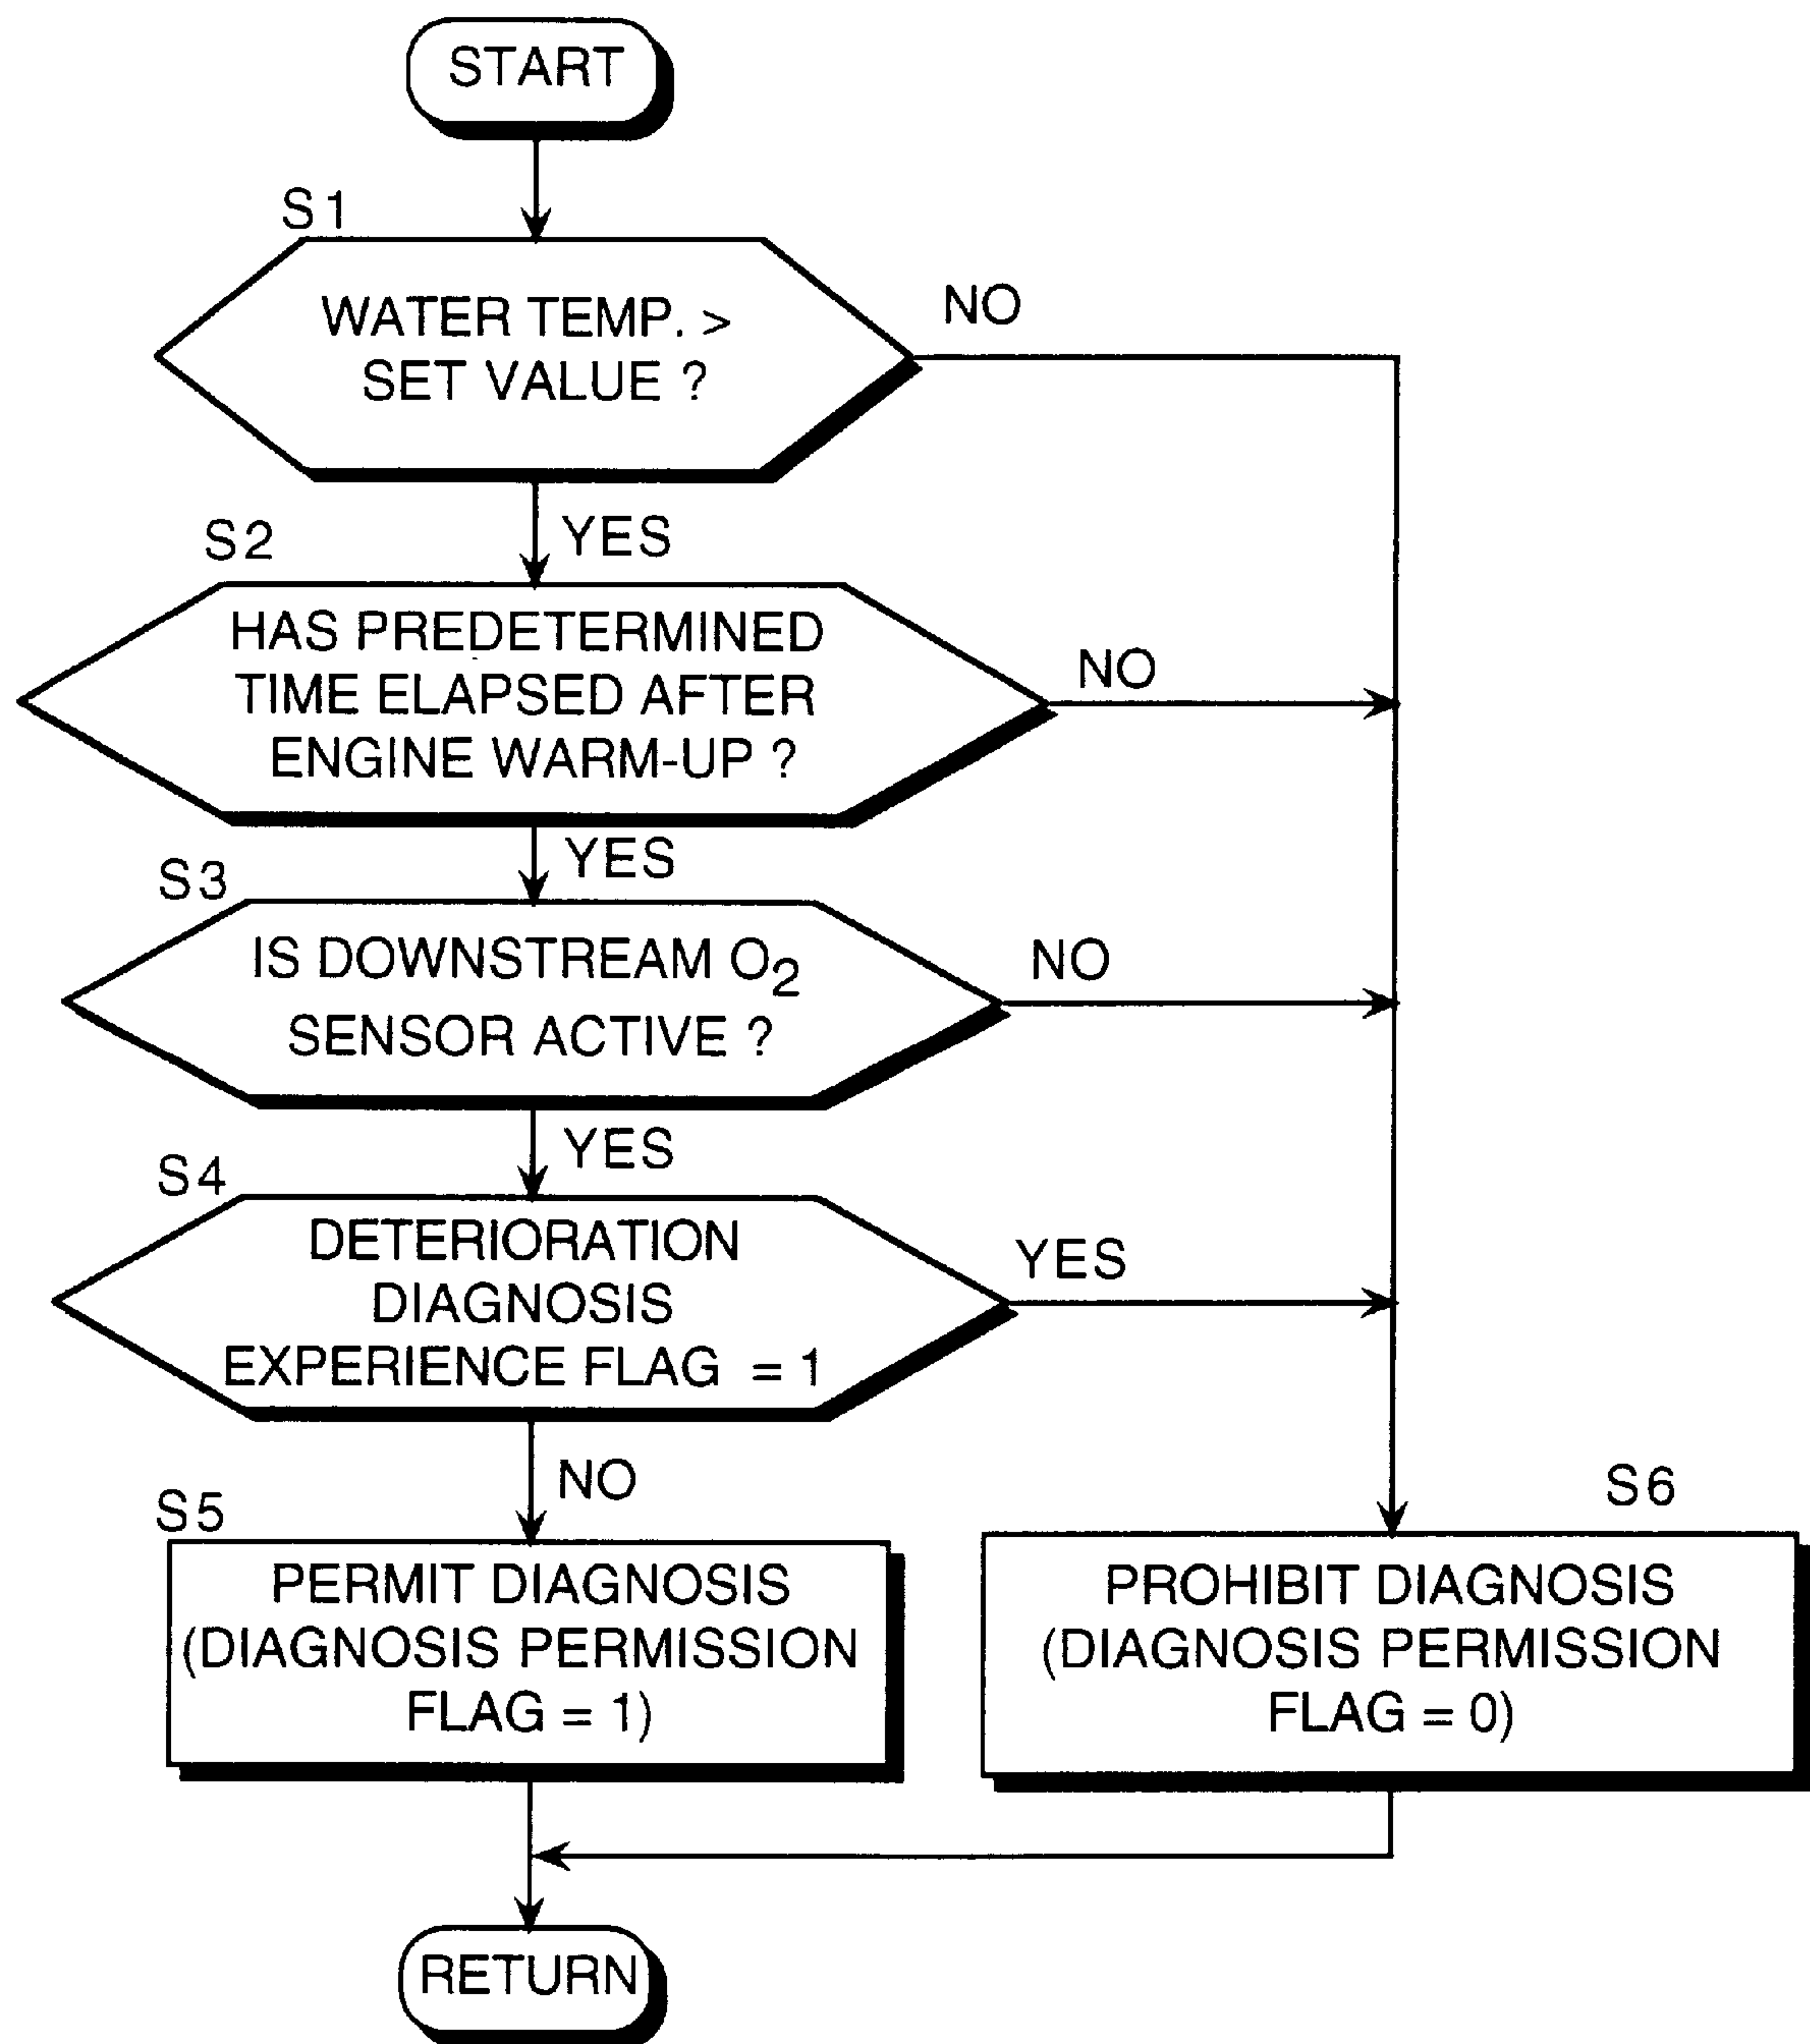 START
S1
WATER TEMP. >
SET VALUE ?
NO
YES
S2
HAS PREDETERMINED
TIME ELAPSED AFTER
ENGINE WARM-UP ?
NO
YES
S3
IS DOWNSTREAM O₂
SENSOR ACTIVE ?
NO
YES
S4
DETERIORATION
DIAGNOSIS
EXPERIENCE FLAG = 1
YES
NO
S5
PERMIT DIAGNOSIS
(DIAGNOSIS PERMISSION
FLAG = 1)
S6
PROHIBIT DIAGNOSIS
(DIAGNOSIS PERMISSION
FLAG = 0)
RETURN